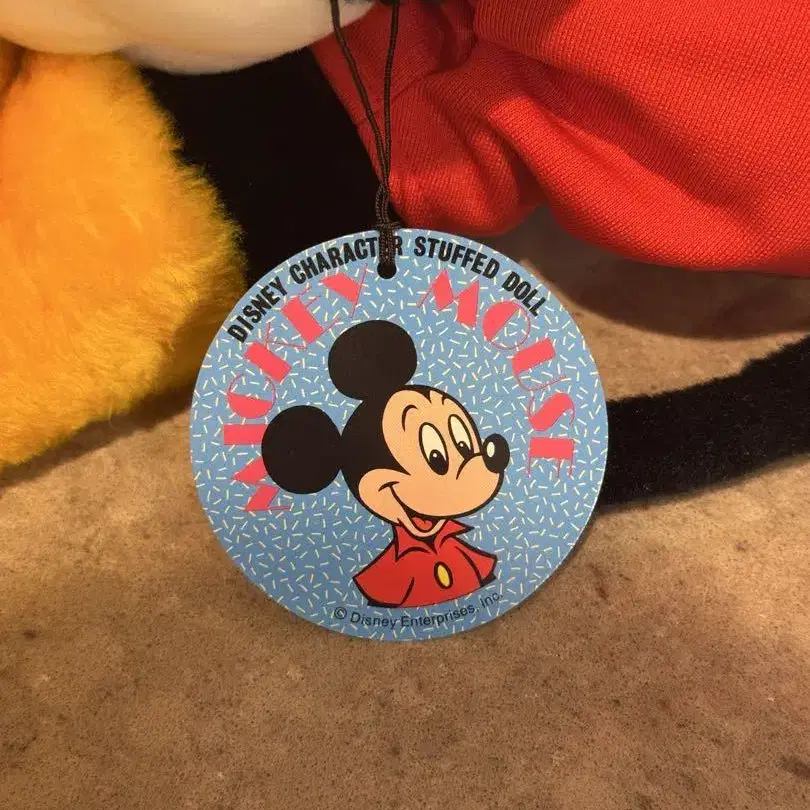 DISNEY CHARACTER STUFFED DOLL
MICKEY MOUSE
© Disney Enterprises, Inc.